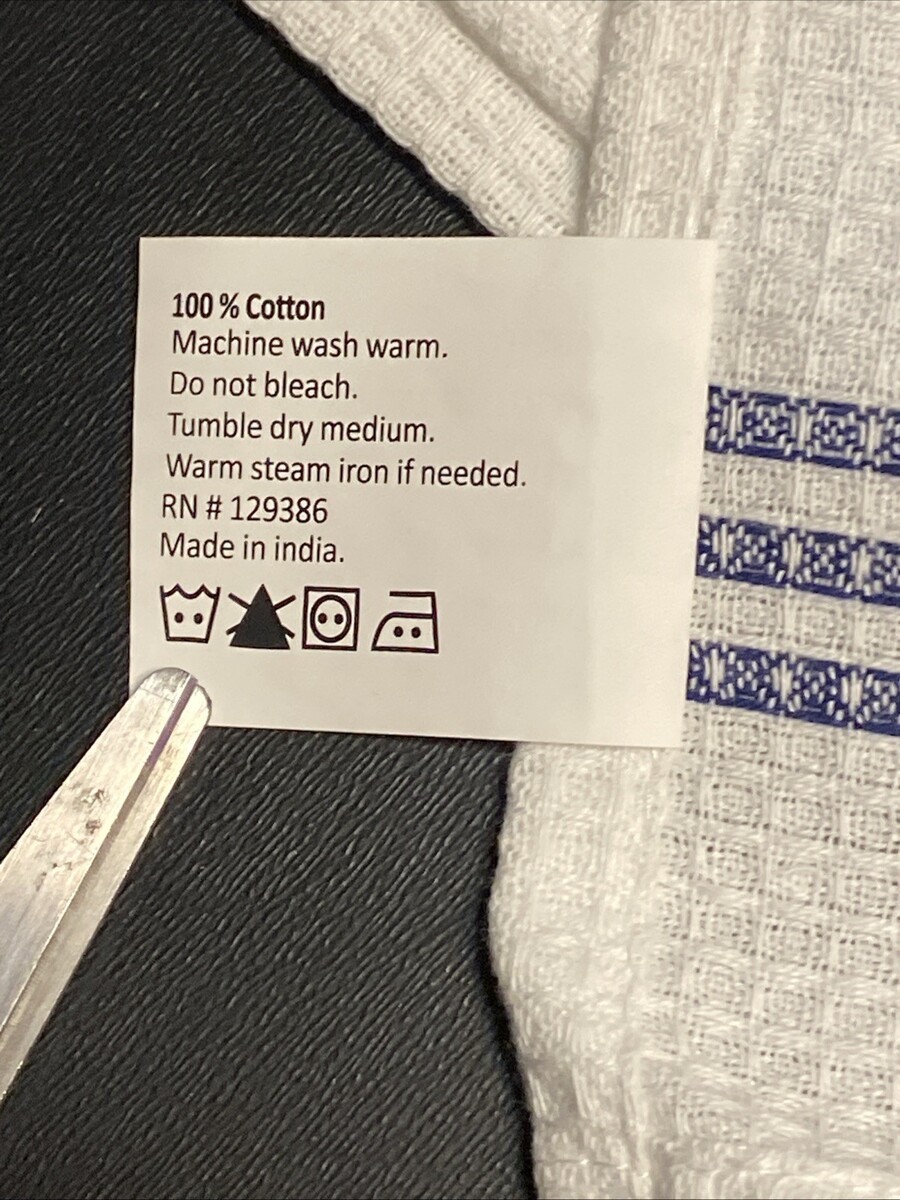 100 % Cotton
Machine wash warm.
Do not bleach.
Tumble dry medium.
Warm steam iron if needed.
RN # 129386
Made in india.